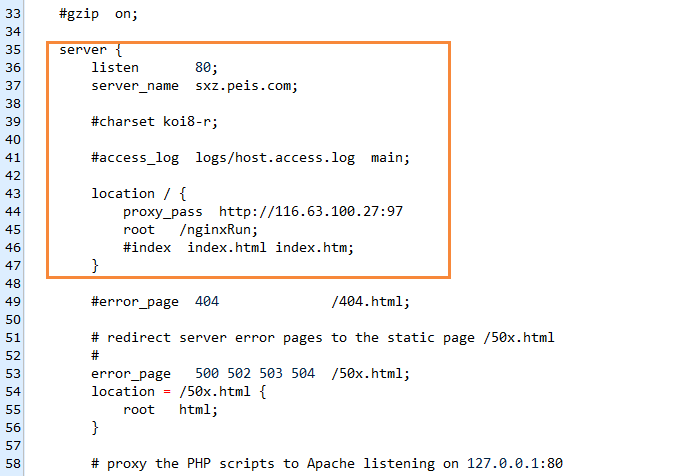 33 #gzip on;
34
35 server {
36 listen 80;
37 server_name sxz.peis.com;
38
39 #charset koi8-r;
40
41 #access_log logs/host.access.log main;
42
43 location / {
44 proxy_pass http://116.63.100.27:97
45 root /nginxRun;
46 #index index.html index.htm;
47 }
48
49 #error_page 404 /404.html;
50
51 # redirect server error pages to the static page /50x.html
52 #
53 error_page 500 502 503 504 /50x.html;
54 location = /50x.html {
55 root html;
56 }
57
58 # proxy the PHP scripts to Apache listening on 127.0.0.1:80